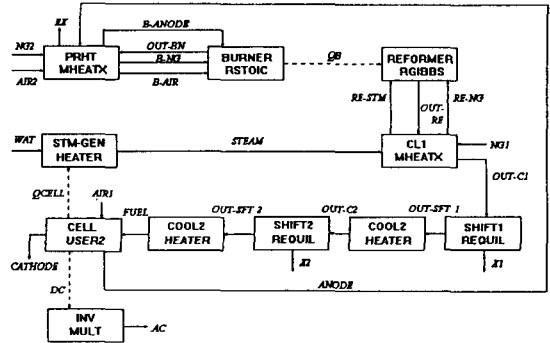 EX
B-ANODE
NG2
PRHT
MHEATX
OUT-BN
B-NG
B-AIR
BURNER
RSTOIC
QB
REFORMER
RGIBBS
AIR2
RE-STM
OUT-
RE
RE-NG
WAT
STM-GEN
HEATER
STEAM
CL1
MHEATX
NG1
OUT-C1
QCELL
AIR1
FUEL
OUT-SFT 2
OUT-C2
OUT-SFT 1
CELL
USER2
COOL2
HEATER
SHIFT2
REQUIL
COOL2
HEATER
SHIFT1
REQUIL
CATHODE
X2
X1
DC
ANODE
INV
MULT
AC